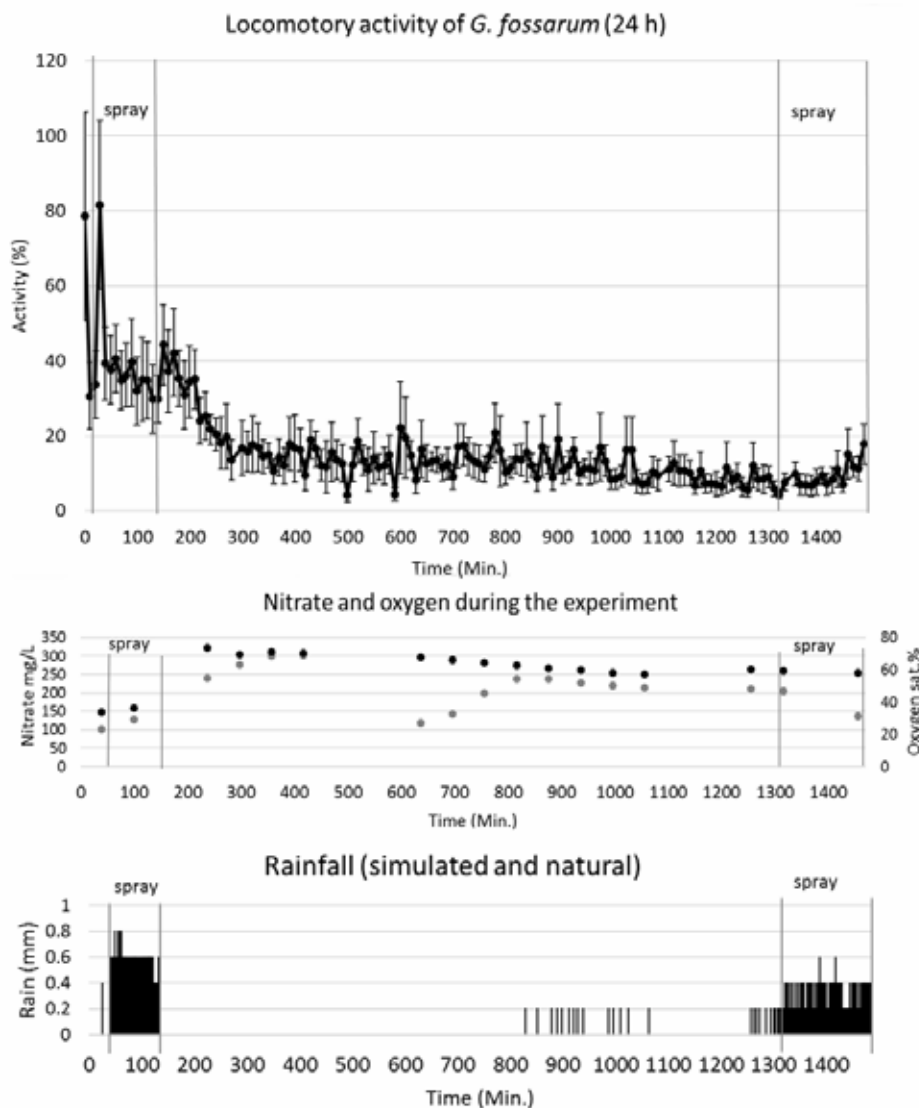 Locomotory activity of G. fossarum (24 h)
120
100
80
60
40
20
0
Activity (%)
spray
spray
0 100 200 300 400 500 600 700 800 900 1000 1100 1200 1300 1400
Time (Min.)
Nitrate and oxygen during the experiment
350
300
250
200
150
100
50
0
Nitrate mg/L
spray
spray
80
60
40
20
0
Oxygen sat.%
0 100 200 300 400 500 600 700 800 900 1000 1100 1200 1300 1400
Time (Min.)
Rainfall (simulated and natural)
spray
spray
1
0.8
0.6
0.4
0.2
0
Rain (mm)
0 100 200 300 400 500 600 700 800 900 1000 1100 1200 1300 1400
Time (Min.)